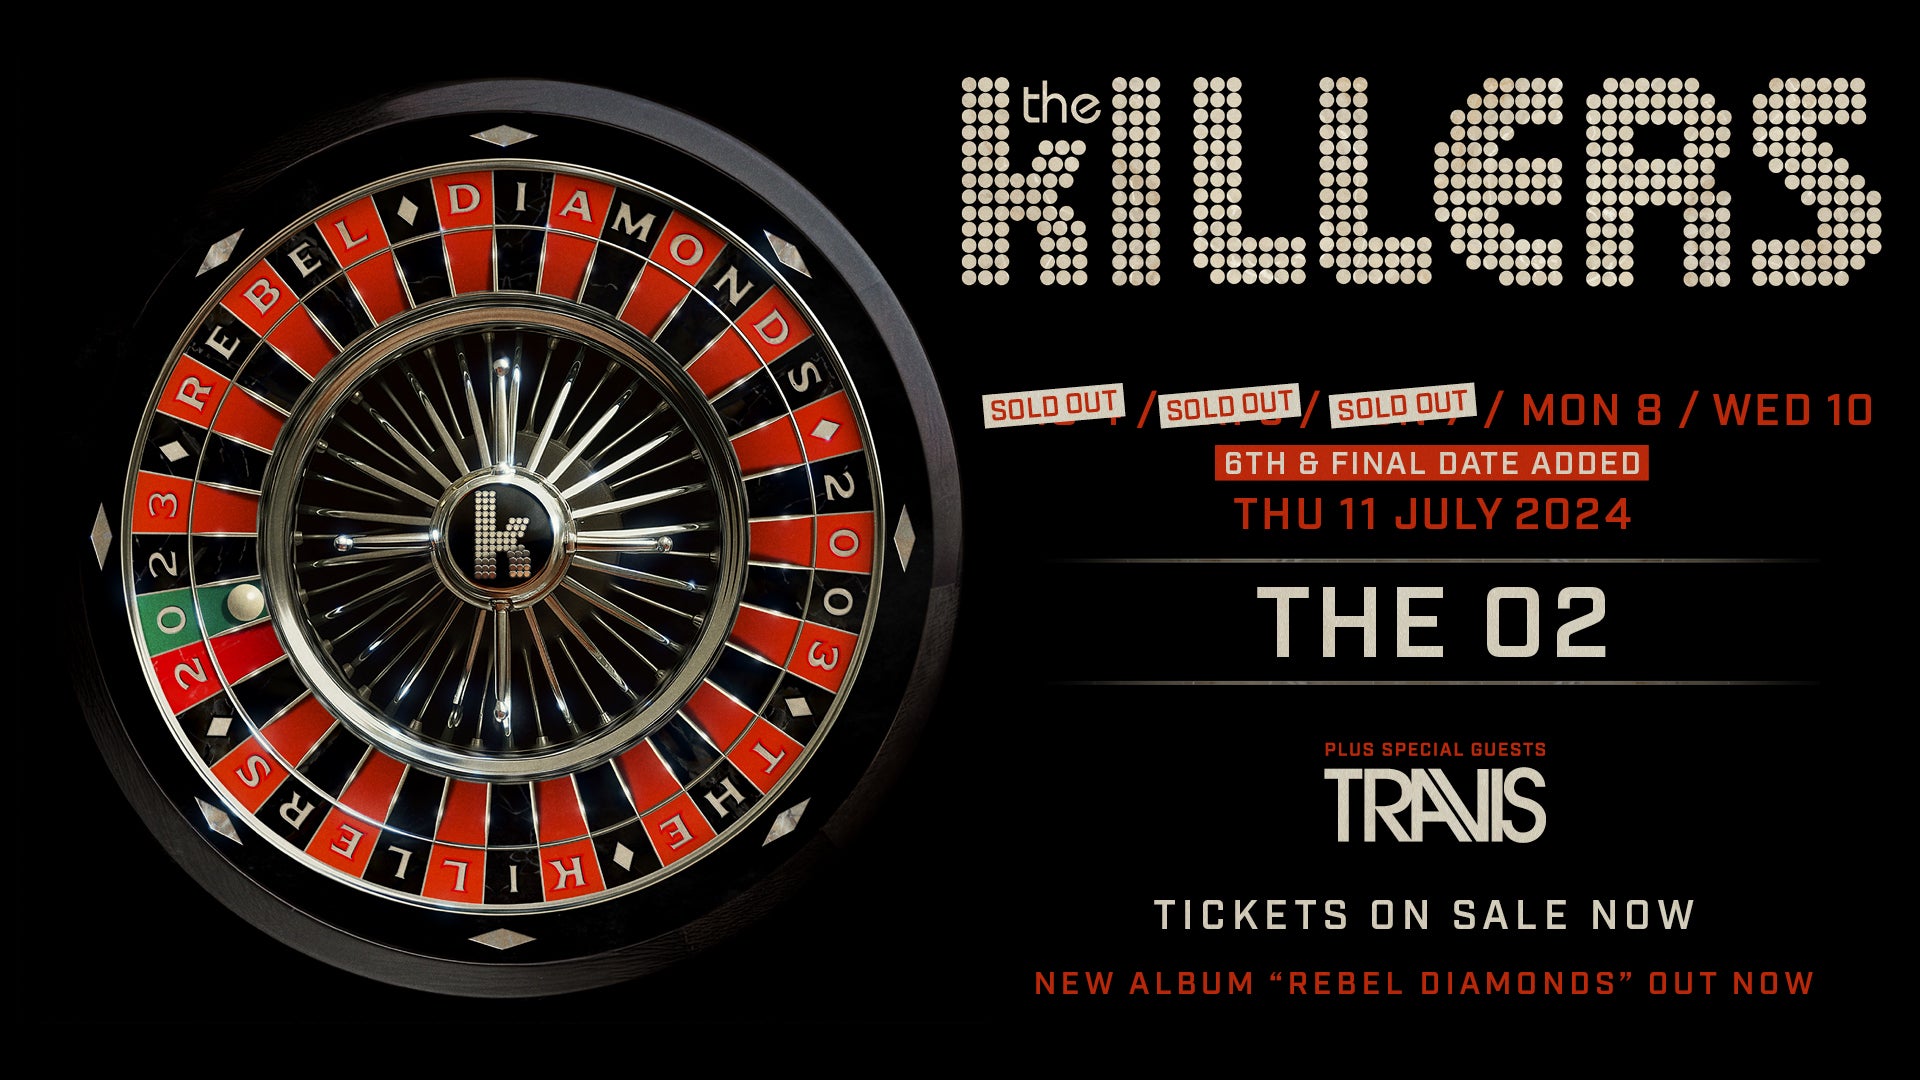 the
KILLERS
SOLD OUT / SOLD OUT / SOLD OUT / MON 8 / WED 10
6TH & FINAL DATE ADDED
THU 11 JULY 2024
THE O2
PLUS SPECIAL GUESTS
TRAVIS
TICKETS ON SALE NOW
NEW ALBUM “REBEL DIAMONDS” OUT NOW
REBEL ♦ DIAMONDS ♦ 2003 ♦ THE ♦ KILLERS ♦ 2023 ♦
k